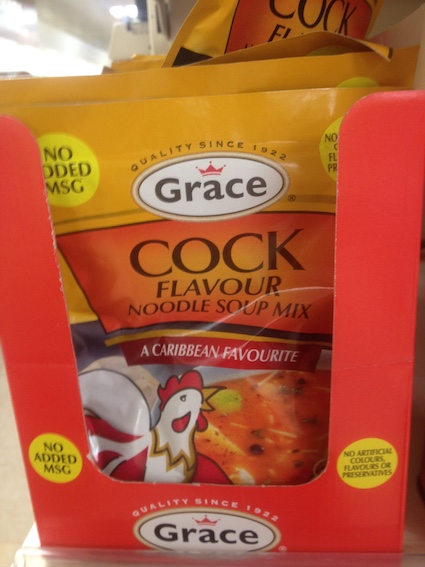 COCK
NO
ADDED
MSG
QUALITY SINCE 1922
Grace
NO
COCK
FLAVOUR
NOODLE SOUP MIX
A CARIBBEAN FAVOURITE
NO
ADDED
MSG
NO ARTIFICIAL
COLOURS,
FLAVOURS OR
PRESERVATIVES
QUALITY SINCE 1922
Grace